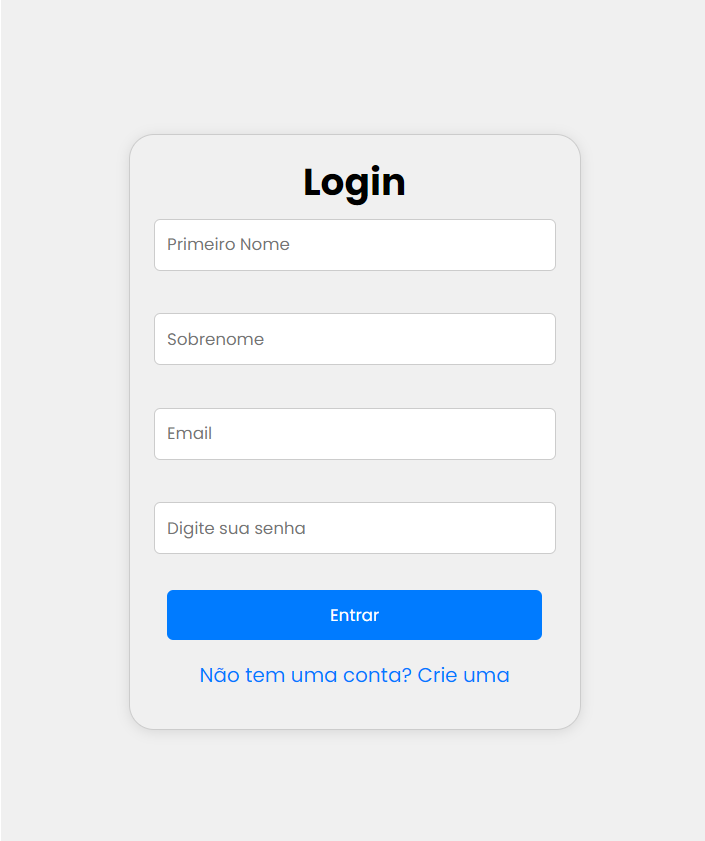 Login
Primeiro Nome
Sobrenome
Email
Digite sua senha
Entrar
Não tem uma conta? Crie uma